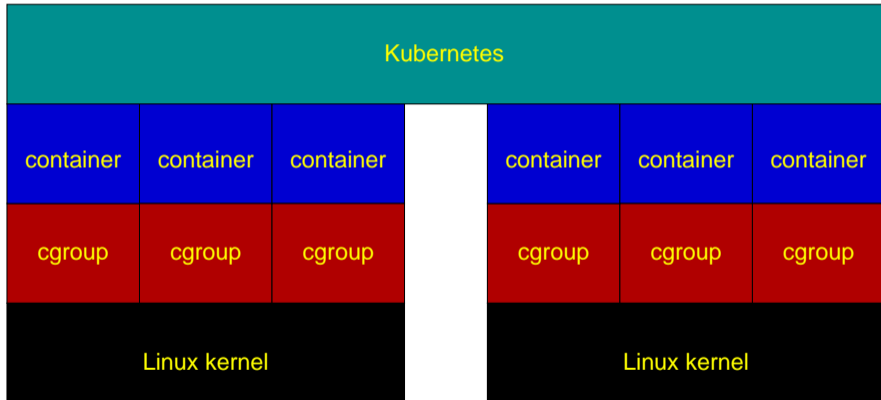 Kubernetes
container container container container container container
cgroup cgroup cgroup cgroup cgroup cgroup
Linux kernel Linux kernel